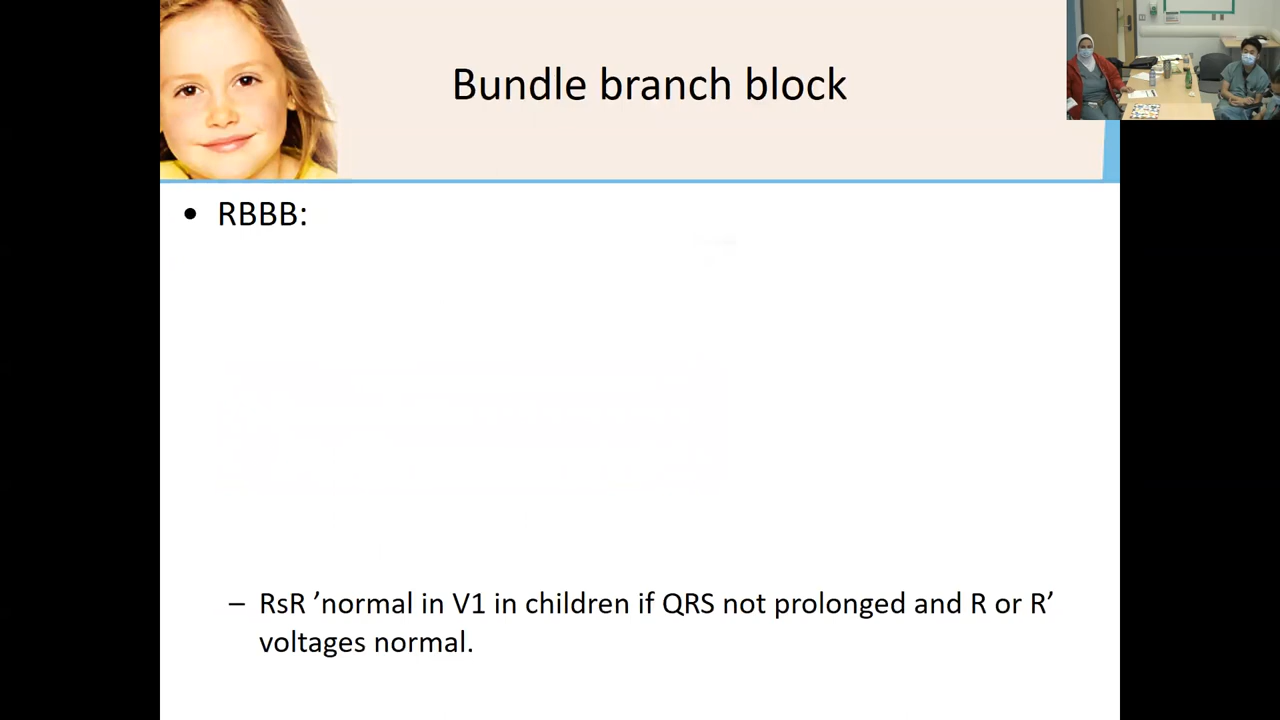 Bundle branch block
• RBBB:
– RsR ’normal in V1 in children if QRS not prolonged and R or R’
voltages normal.